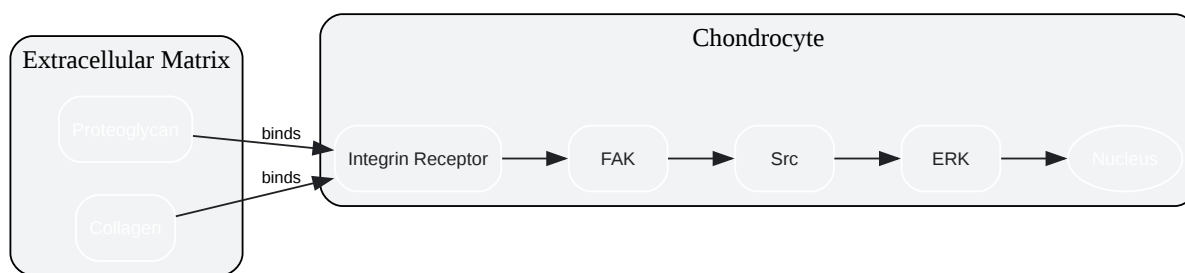 Extracellular Matrix
Chondrocyte
Proteoglycan
binds
Integrin Receptor
FAK
Src
ERK
Nucleus
binds
Collagen